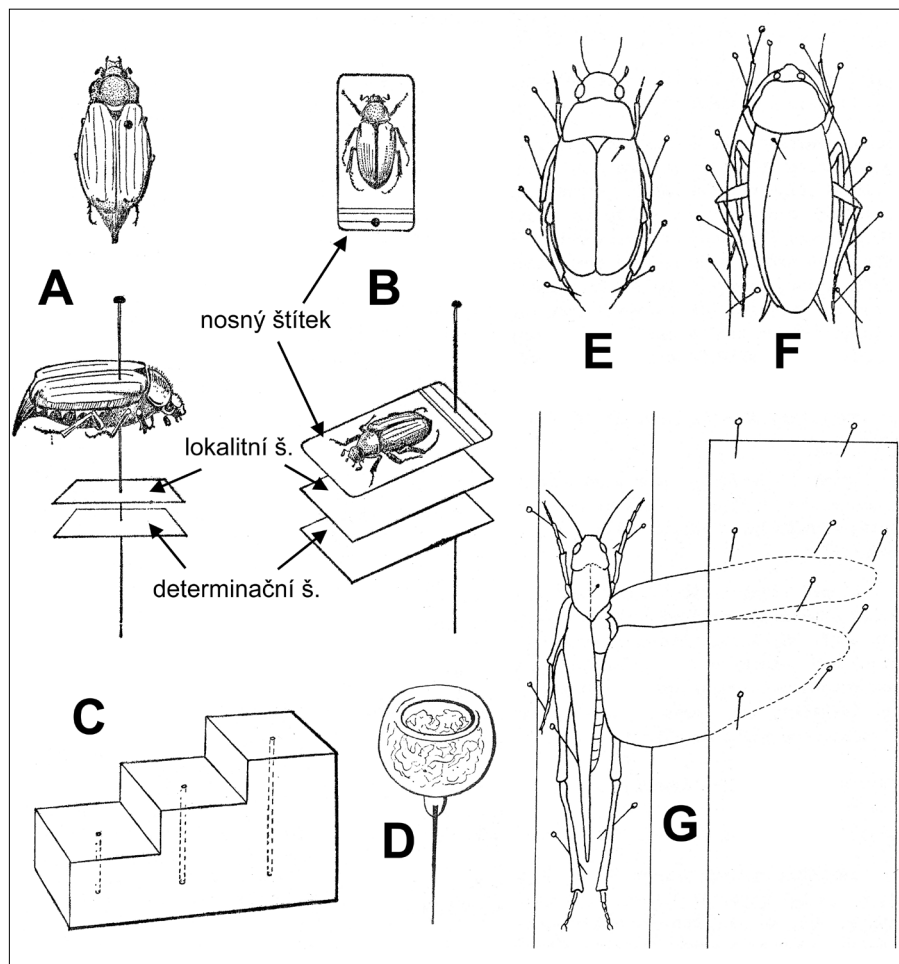 A
B
nosný štítek
lokalitní š.
determinační š.
C
D
E
F
G